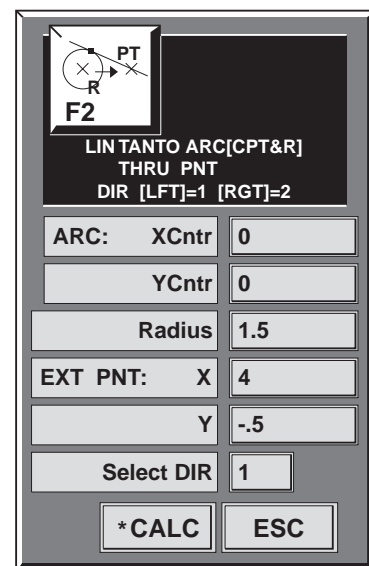 PT
R
F2
LIN TANTO ARC[CPT&R]
THRU PNT
DIR [LFT]=1 [RGT]=2
ARC: XCntr 0
YCntr 0
Radius 1.5
EXT PNT: X 4
Y -.5
Select DIR 1
*CALC ESC